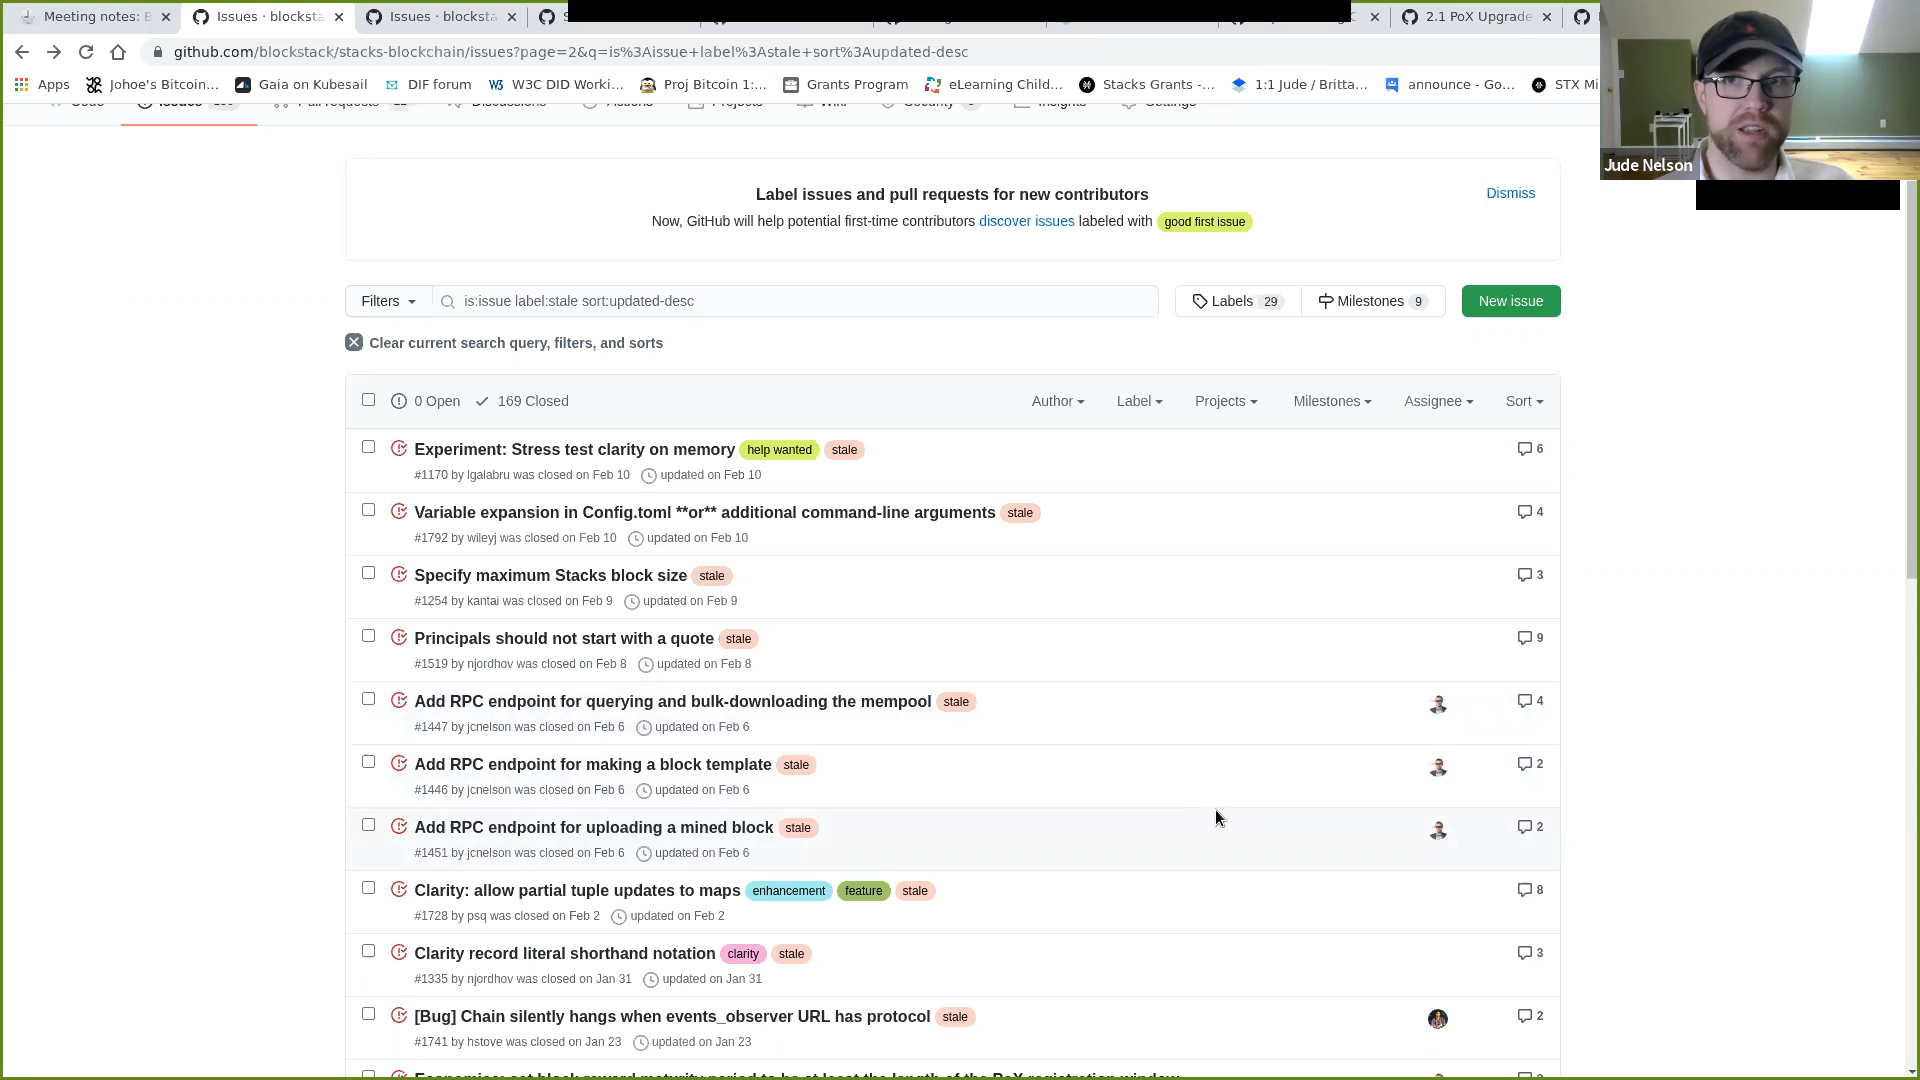 Meeting notes: B
Issues · blocksta
Issues · blocksta
2.1 PoX Upgrade
github.com/blockstack/stacks-blockchain/issues?page=2&q=is%3Aissue+label%3Astale+sort%3Aupdated-desc
Apps
Johoe's Bitcoin...
Gaia on Kubesail
DIF forum
W3C DID Worki...
Proj Bitcoin 1:...
Grants Program
eLearning Child...
Stacks Grants -...
1:1 Jude / Britta...
announce - Go...
STX Mi
Jude Nelson
Label issues and pull requests for new contributors
Dismiss
Now, GitHub will help potential first-time contributors discover issues labeled with good first issue
Filters
is:issue label:stale sort:updated-desc
Labels 29
Milestones 9
New issue
Clear current search query, filters, and sorts
0 Open
169 Closed
Author
Label
Projects
Milestones
Assignee
Sort
Experiment: Stress test clarity on memory help wanted stale
6
#1170 by lgalabru was closed on Feb 10 updated on Feb 10
Variable expansion in Config.toml **or** additional command-line arguments stale
4
#1792 by wileyj was closed on Feb 10 updated on Feb 10
Specify maximum Stacks block size stale
3
#1254 by kantai was closed on Feb 9 updated on Feb 9
Principals should not start with a quote stale
9
#1519 by njordhov was closed on Feb 8 updated on Feb 8
Add RPC endpoint for querying and bulk-downloading the mempool stale
4
#1447 by jcnelson was closed on Feb 6 updated on Feb 6
Add RPC endpoint for making a block template stale
2
#1446 by jcnelson was closed on Feb 6 updated on Feb 6
Add RPC endpoint for uploading a mined block stale
2
#1451 by jcnelson was closed on Feb 6 updated on Feb 6
Clarity: allow partial tuple updates to maps enhancement feature stale
8
#1728 by psq was closed on Feb 2 updated on Feb 2
Clarity record literal shorthand notation clarity stale
3
#1335 by njordhov was closed on Jan 31 updated on Jan 31
[Bug] Chain silently hangs when events_observer URL has protocol stale
2
#1741 by hstove was closed on Jan 23 updated on Jan 23